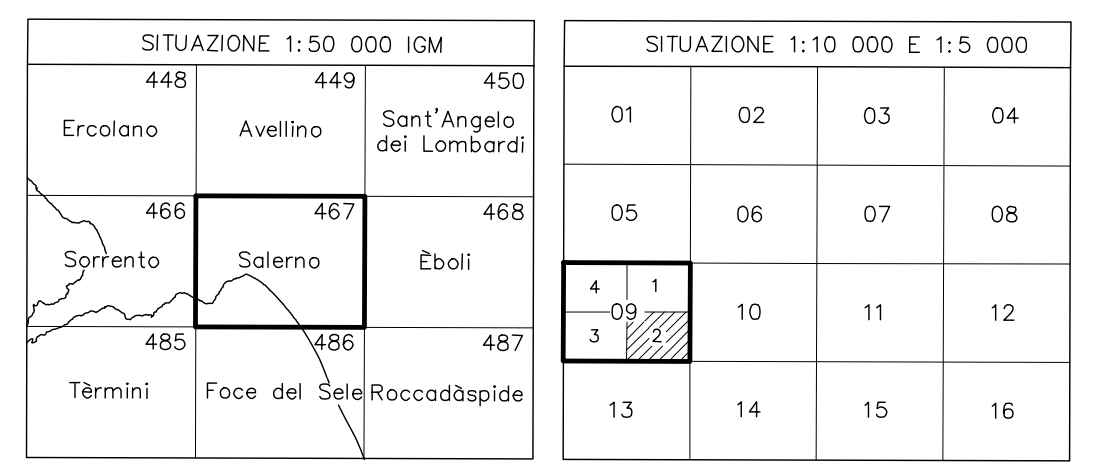 SITUAZIONE 1:50 000 IGM
448
449
450
Ercolano
Avellino
Sant'Angelo
dei Lombardi
466
467
468
Sorrento
Salerno
Èboli
485
486
487
Tèrmini
Foce del Sele
Roccadàspide
SITUAZIONE 1:10 000 E 1:5 000
01
02
03
04
05
06
07
08
4
1
09
3
2
10
11
12
13
14
15
16